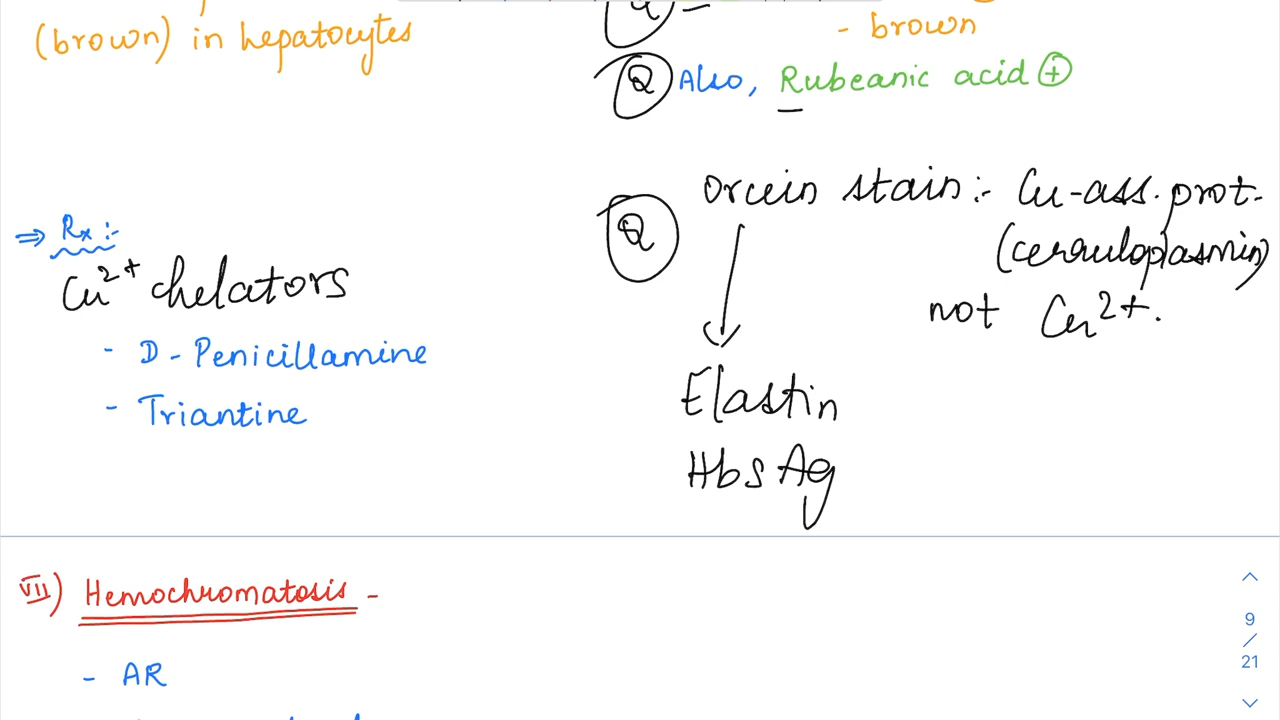 (brown) in hepatocytes
- brown
Q Also, Rubeanic acid +
Q Orcein stain:- Cu-ass. prot.
(ceruloplasmin)
not Cu2+.
Elastin
HbsAg
⇒ Rx:-
Cu2+ chelators
- D-Penicillamine
- Triantine
VII) Hemochromatosis -
- AR
9
/
21